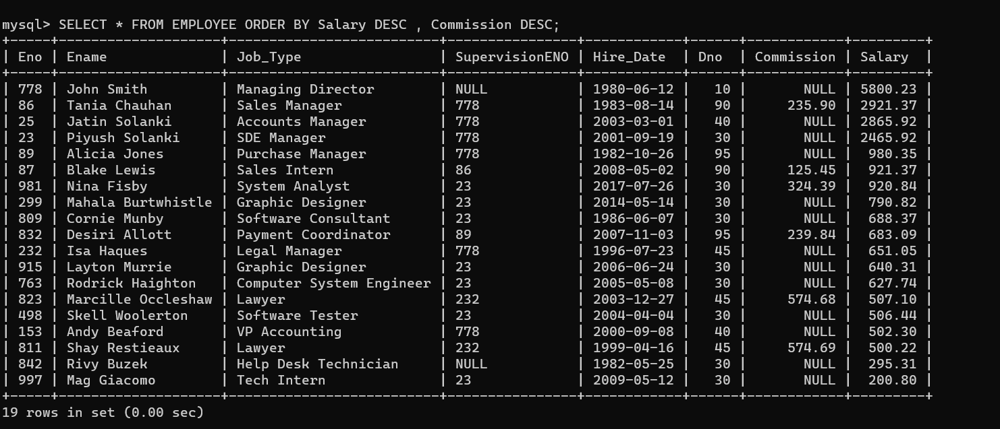 mysql> SELECT * FROM EMPLOYEE ORDER BY Salary DESC , Commission DESC;
+-----+--------------------+--------------------------+----------------+------------+------+------------+---------+
| Eno | Ename              | Job_Type                 | SupervisionENO | Hire_Date  | Dno  | Commission | Salary  |
+-----+--------------------+--------------------------+----------------+------------+------+------------+---------+
| 778 | John Smith         | Managing Director        | NULL           | 1980-06-12 |   10 |       NULL | 5800.23 |
| 86  | Tania Chauhan      | Sales Manager            | 778            | 1983-08-14 |   90 |     235.90 | 2921.37 |
| 25  | Jatin Solanki      | Accounts Manager         | 778            | 2003-03-01 |   40 |       NULL | 2865.92 |
| 23  | Piyush Solanki     | SDE Manager              | 778            | 2001-09-19 |   30 |       NULL | 2465.92 |
| 89  | Alicia Jones       | Purchase Manager         | 778            | 1982-10-26 |   95 |       NULL |  980.35 |
| 87  | Blake Lewis        | Sales Intern             | 86             | 2008-05-02 |   90 |     125.45 |  921.37 |
| 981 | Nina Fisby         | System Analyst           | 23             | 2017-07-26 |   30 |     324.39 |  920.84 |
| 299 | Mahala Burtwhistle | Graphic Designer         | 23             | 2014-05-14 |   30 |       NULL |  790.82 |
| 809 | Cornie Munby       | Software Consultant      | 23             | 1986-06-07 |   30 |       NULL |  688.37 |
| 832 | Desiri Allott      | Payment Coordinator      | 89             | 2007-11-03 |   95 |     239.84 |  683.09 |
| 232 | Isa Haques         | Legal Manager            | 778            | 1996-07-23 |   45 |       NULL |  651.05 |
| 915 | Layton Murrie      | Graphic Designer         | 23             | 2006-06-24 |   30 |       NULL |  640.31 |
| 763 | Rodrick Haighton   | Computer System Engineer | 23             | 2005-05-08 |   30 |       NULL |  627.74 |
| 823 | Marcille Occleshaw | Lawyer                   | 232            | 2003-12-27 |   45 |     574.68 |  507.10 |
| 498 | Skell Woolerton    | Software Tester          | 23             | 2004-04-04 |   30 |       NULL |  506.44 |
| 153 | Andy Beaford       | VP Accounting            | 778            | 2000-09-08 |   40 |       NULL |  502.30 |
| 811 | Shay Restieaux     | Lawyer                   | 232            | 1999-04-16 |   45 |     574.69 |  500.22 |
| 842 | Rivy Buzek         | Help Desk Technician     | NULL           | 1982-05-25 |   30 |       NULL |  295.31 |
| 997 | Mag Giacomo        | Tech Intern              | 23             | 2009-05-12 |   30 |       NULL |  200.80 |
+-----+--------------------+--------------------------+----------------+------------+------+------------+---------+
19 rows in set (0.00 sec)